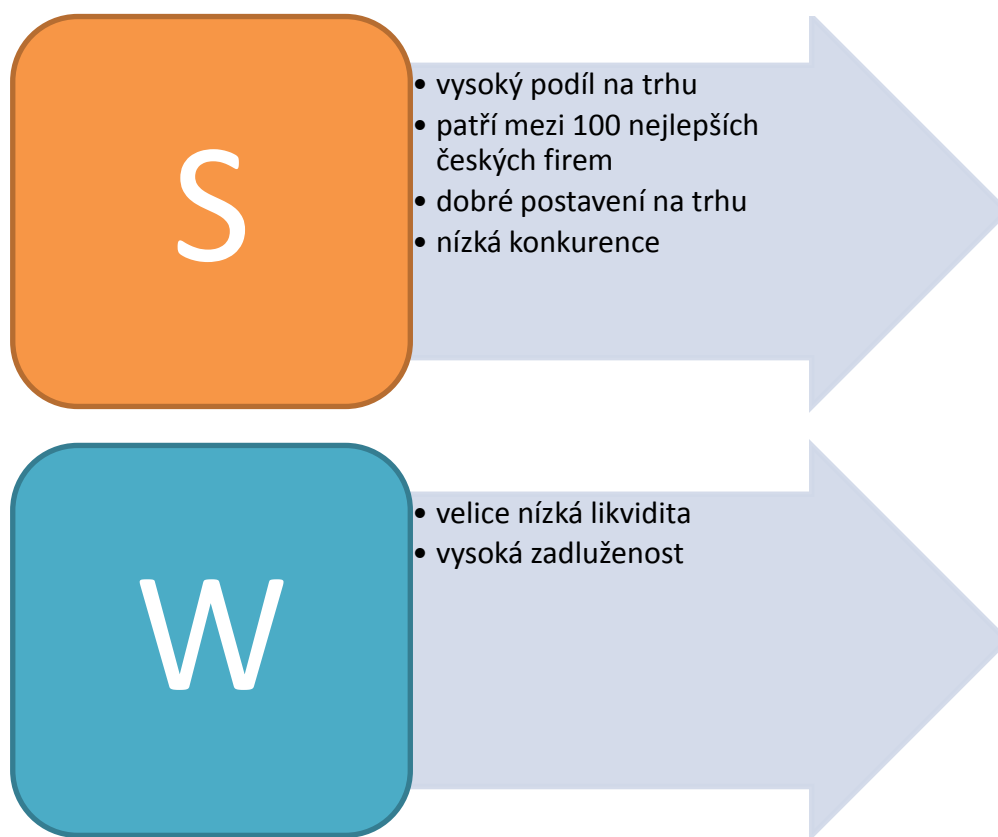 S
• vysoký podíl na trhu
• patří mezi 100 nejlepších
českých firem
• dobré postavení na trhu
• nízká konkurence
W
• velice nízká likvidita
• vysoká zadluženost